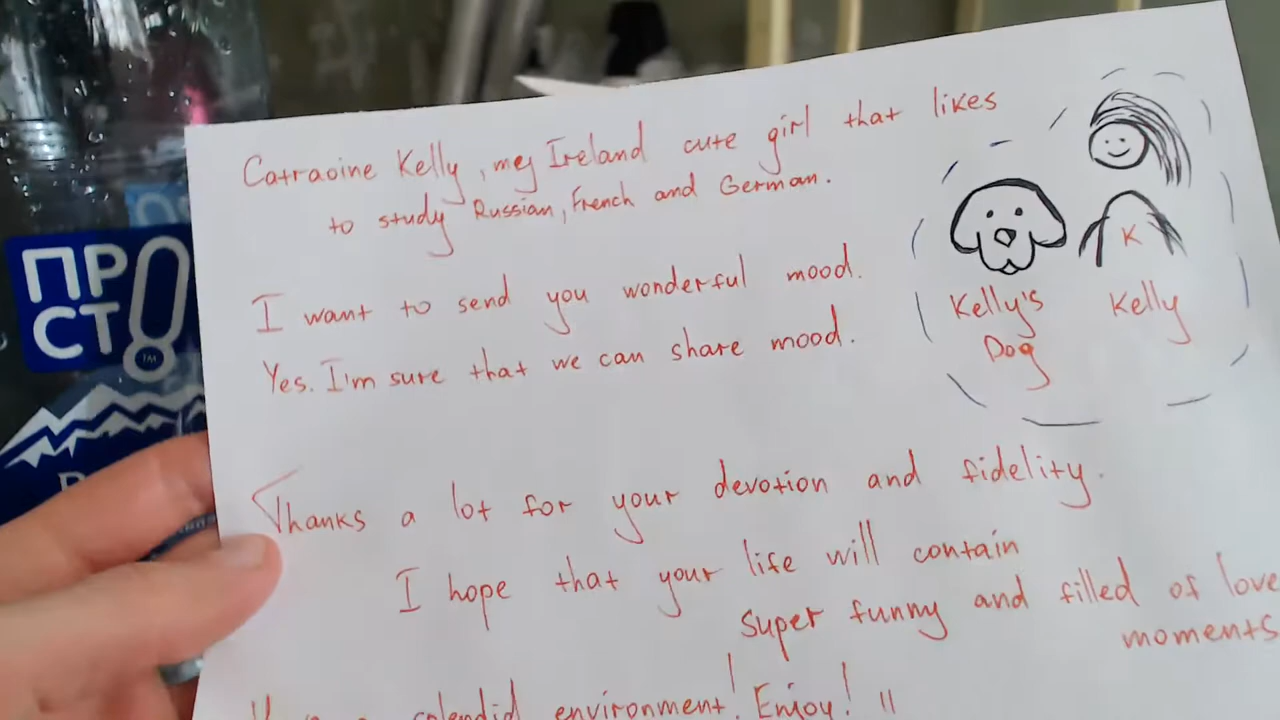 Catraoine Kelly, my Ireland cute girl that likes
to study Russian, French and German.
I want to send you wonderful mood.
Yes. I'm sure that we can share mood.
K
Kelly's
Dog
Kelly
Thanks a lot for your devotion and fidelity.
I hope that your life will contain
super funny and filled of love
moments
splendid environment! Enjoy! !!
ПР
СТ!
TM